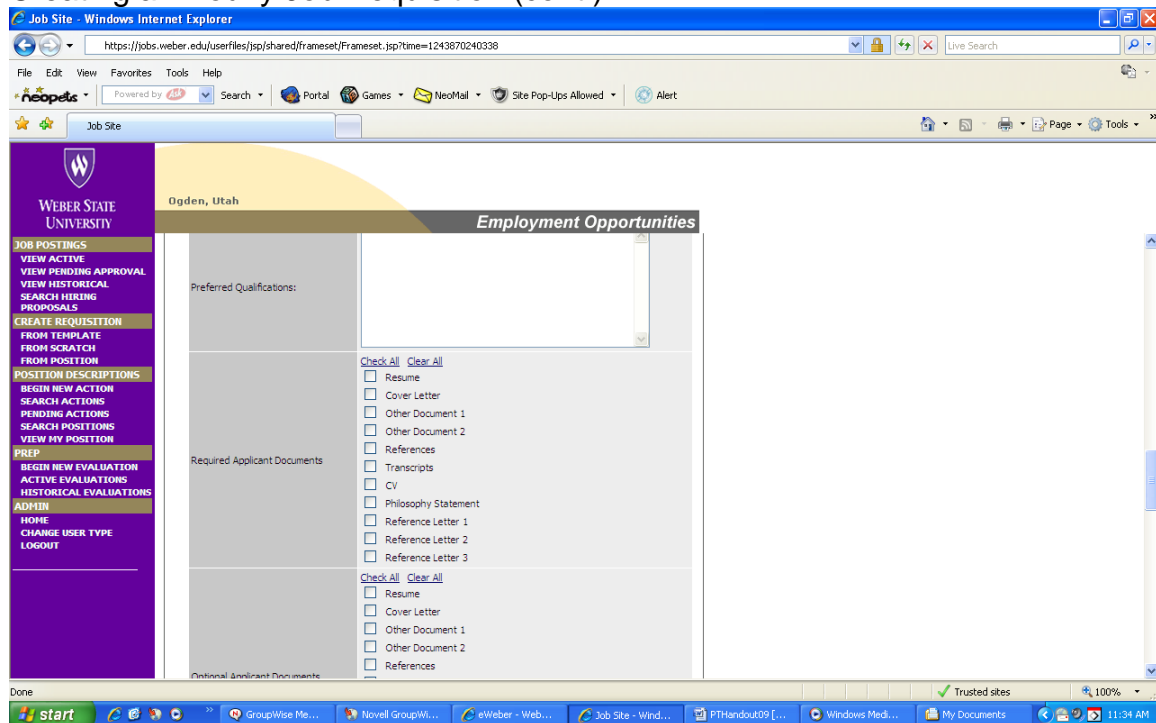 Job Site - Windows Internet Explorer
https://jobs.weber.edu/userfiles/jsp/shared/frameset/Frameset.jsp?time=1243870240338
Live Search
File Edit View Favorites Tools Help
neopets Powered by Search Portal Games NeoMail Site Pop-Ups Allowed Alert
Job Site
Page Tools
WEBER STATE
UNIVERSITY
Ogden, Utah
Employment Opportunities
JOB POSTINGS
VIEW ACTIVE
VIEW PENDING APPROVAL
VIEW HISTORICAL
SEARCH HIRING
PROPOSALS
CREATE REQUISITION
FROM TEMPLATE
FROM SCRATCH
FROM POSITION
POSITION DESCRIPTIONS
BEGIN NEW ACTION
SEARCH ACTIONS
PENDING ACTIONS
SEARCH POSITIONS
VIEW MY POSITION
PREP
BEGIN NEW EVALUATION
ACTIVE EVALUATIONS
HISTORICAL EVALUATIONS
ADMIN
HOME
CHANGE USER TYPE
LOGOUT
Preferred Qualifications:
Required Applicant Documents
Check All Clear All
Resume
Cover Letter
Other Document 1
Other Document 2
References
Transcripts
CV
Philosophy Statement
Reference Letter 1
Reference Letter 2
Reference Letter 3
Optional Applicant Documents
Check All Clear All
Resume
Cover Letter
Other Document 1
Other Document 2
References
Done
Trusted sites
100%
start
GroupWise Me...
Novell GroupWi...
eWeber - Web...
Job Site - Wind...
PTHandout09 [...
Windows Medi...
My Documents
11:34 AM